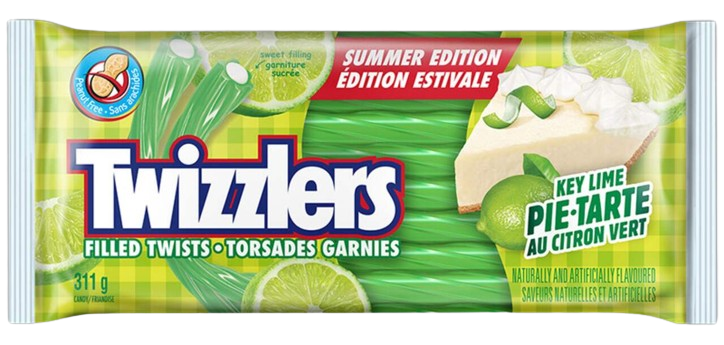 Peanut Free • Sans arachides
sweet filling
garniture
sucrée
SUMMER EDITION
ÉDITION ESTIVALE
TWizzlers
FILLED TWISTS • TORSADES GARNIES
KEY LIME
PIE • TARTE
AU CITRON VERT
311 g
CANDY/FRIANDISE
NATURALLY AND ARTIFICIALLY FLAVOURED
SAVEURS NATURELLES ET ARTIFICIELLES